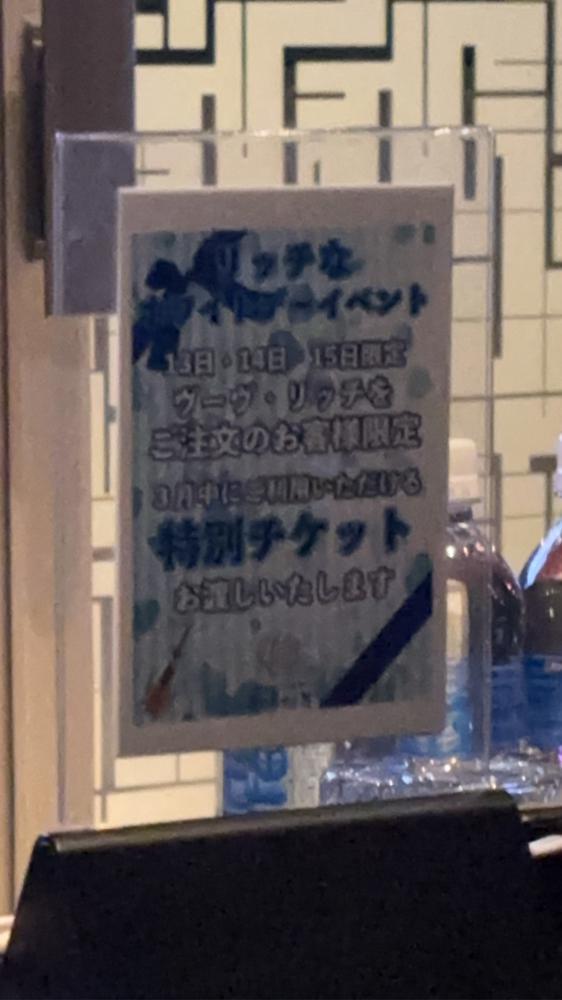 リッチな
ホワイトデーイベント
13日・14日・15日限定
ヴーヴ・リッチを
ご注文のお客様限定
3月中にご利用いただける
特別チケット
お渡しいたします